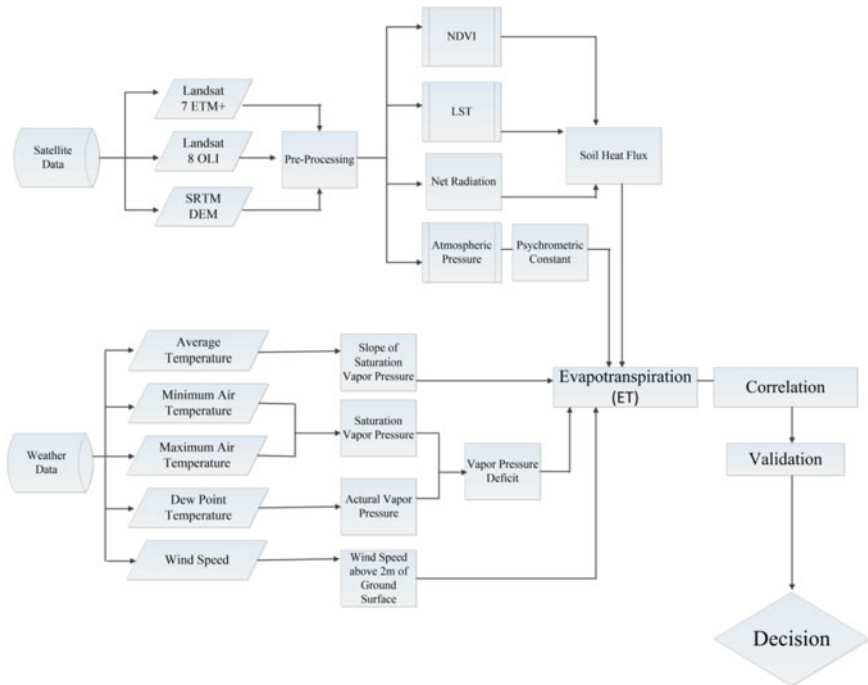 Satellite
Data
Landsat
7 ETM+
Landsat
8 OLI
SRTM
DEM
Pre-Processing
NDVI
LST
Net Radiation
Atmospheric
Pressure
Psychrometric
Constant
Soil Heat Flux
Weather
Data
Average
Temperature
Minimum Air
Temperature
Maximum Air
Temperature
Dew Point
Temperature
Wind Speed
Slope of
Saturation
Vapor Pressure
Saturation
Vapor Pressure
Actural Vapor
Pressure
Wind Speed
above 2m of
Ground
Surface
Vapor Pressure
Deficit
Evapotranspiration
(ET)
Correlation
Validation
Decision